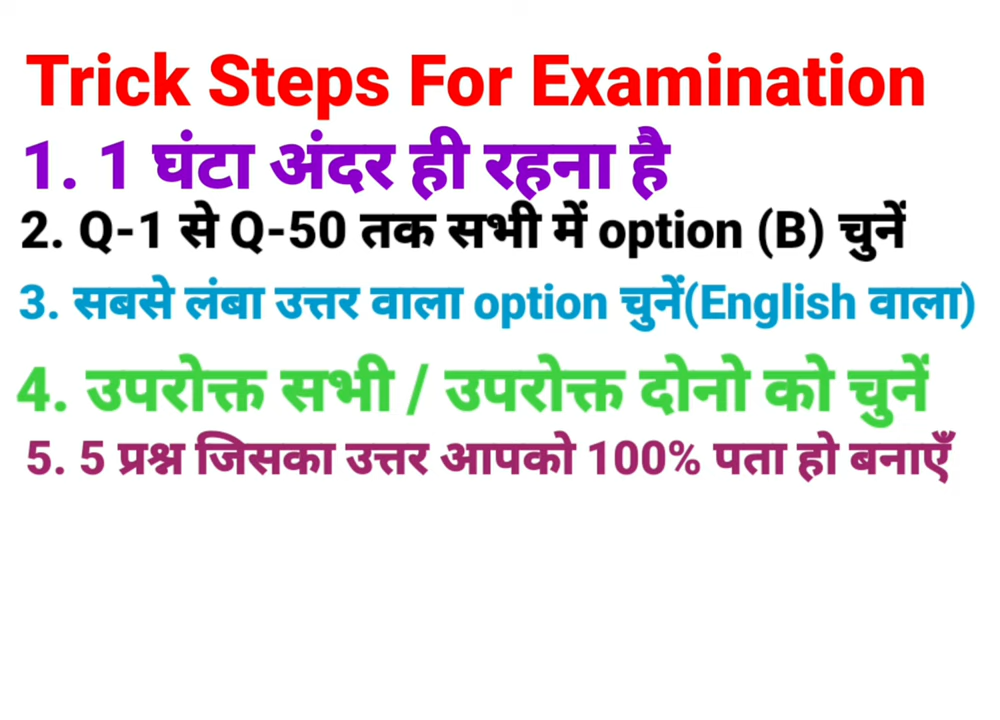 Trick Steps For Examination
1. 1 घंटा अंदर ही रहना है
2. Q-1 से Q-50 तक सभी में option (B) चुनें
3. सबसे लंबा उत्तर वाला option चुनें(English वाला)
4. उपरोक्त सभी / उपरोक्त दोनो को चुनें
5. 5 प्रश्न जिसका उत्तर आपको 100% पता हो बनाएँ